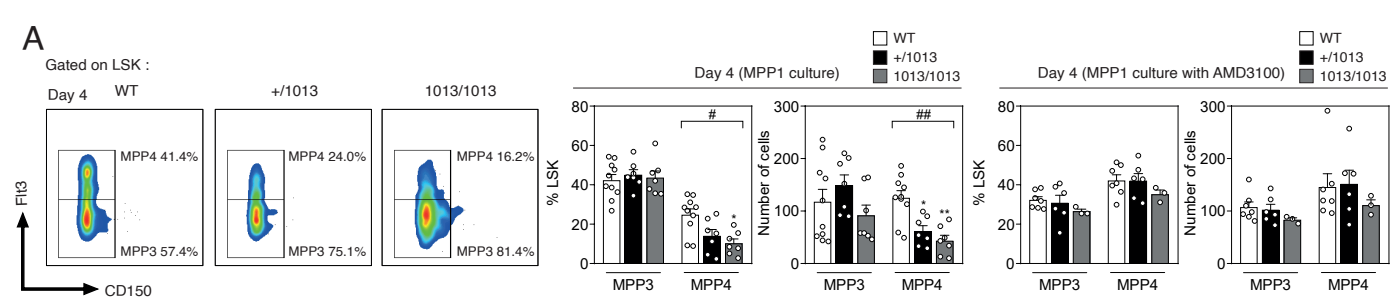 A
Gated on LSK :
Day 4 WT +/1013 1013/1013
MPP4 41.4%
MPP3 57.4%
MPP4 24.0%
MPP3 75.1%
MPP4 16.2%
MPP3 81.4%
Flt3
CD150
WT
+/1013
1013/1013
Day 4 (MPP1 culture)
% LSK
80
60
40
20
0
#
*
MPP3 MPP4
Number of cells
300
200
100
0
##
*
**
MPP3 MPP4
WT
+/1013
1013/1013
Day 4 (MPP1 culture with AMD3100)
% LSK
80
60
40
20
0
MPP3 MPP4
Number of cells
300
200
100
0
MPP3 MPP4